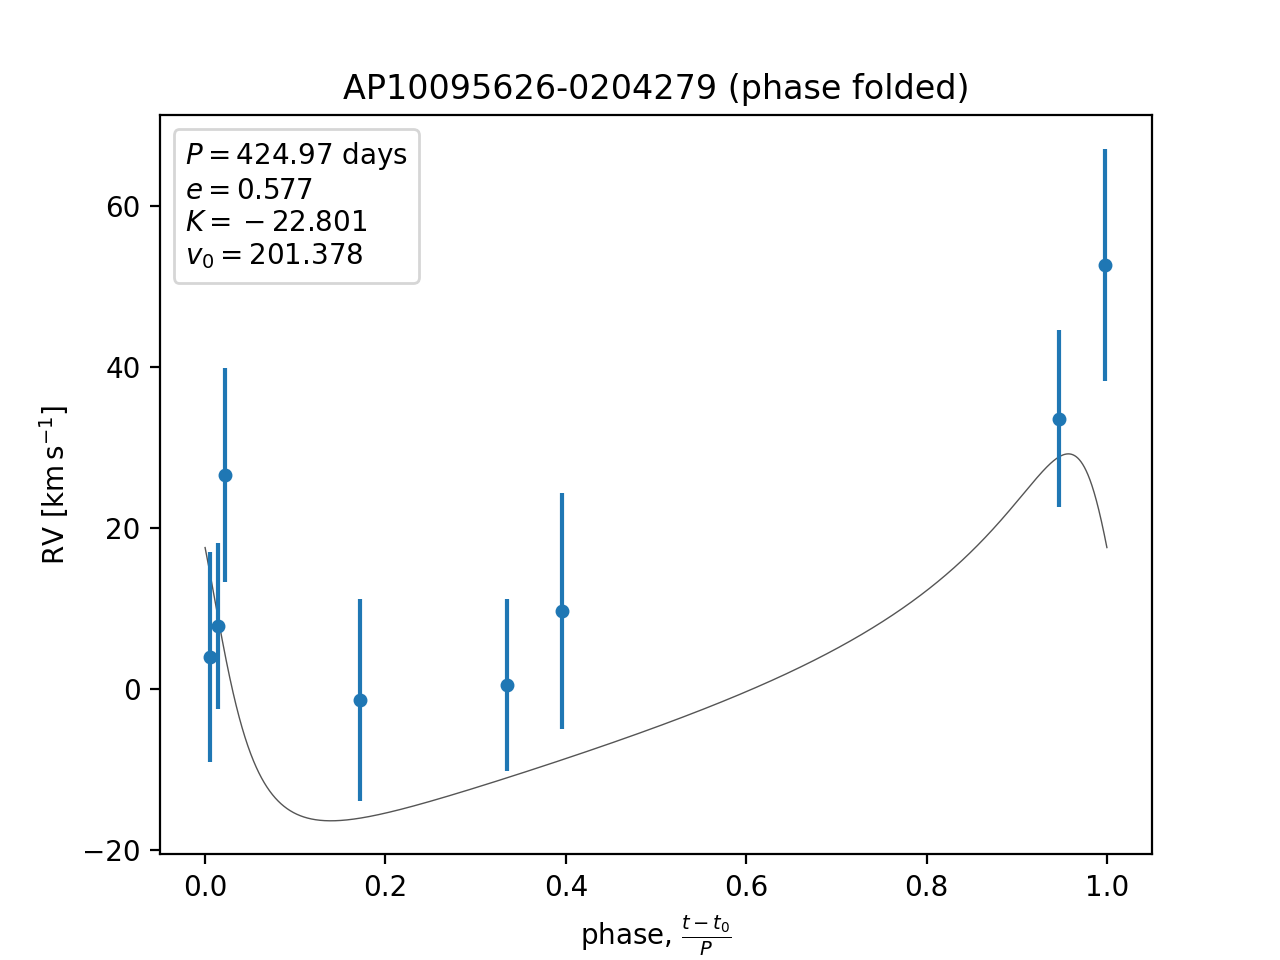 AP10095626-0204279 (phase folded)
P = 424.97 days
e = 0.577
K = −22.801
v₀ = 201.378
60
40
20
0
−20
RV [km s⁻¹]
0.0 0.2 0.4 0.6 0.8 1.0
phase, (t − t₀)/P